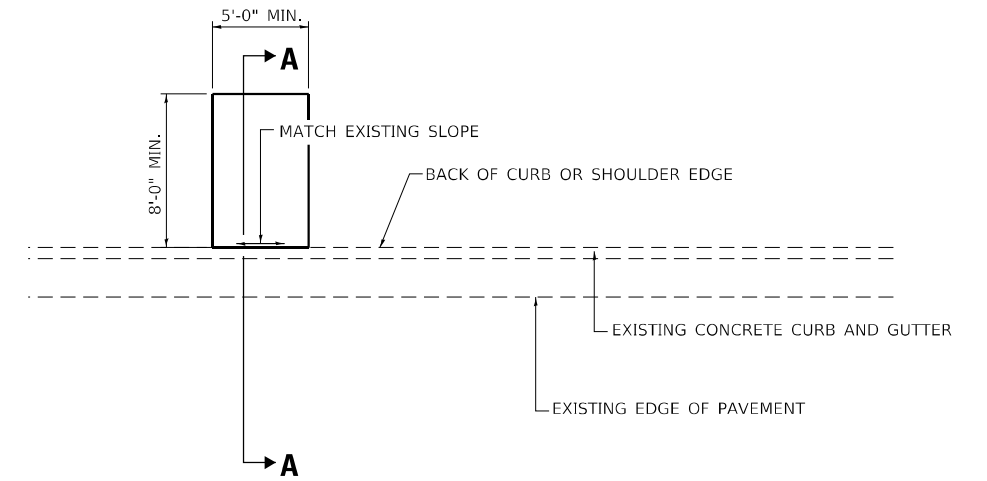 5'-0" MIN.
A
MATCH EXISTING SLOPE
8'-0" MIN.
BACK OF CURB OR SHOULDER EDGE
EXISTING CONCRETE CURB AND GUTTER
EXISTING EDGE OF PAVEMENT
A